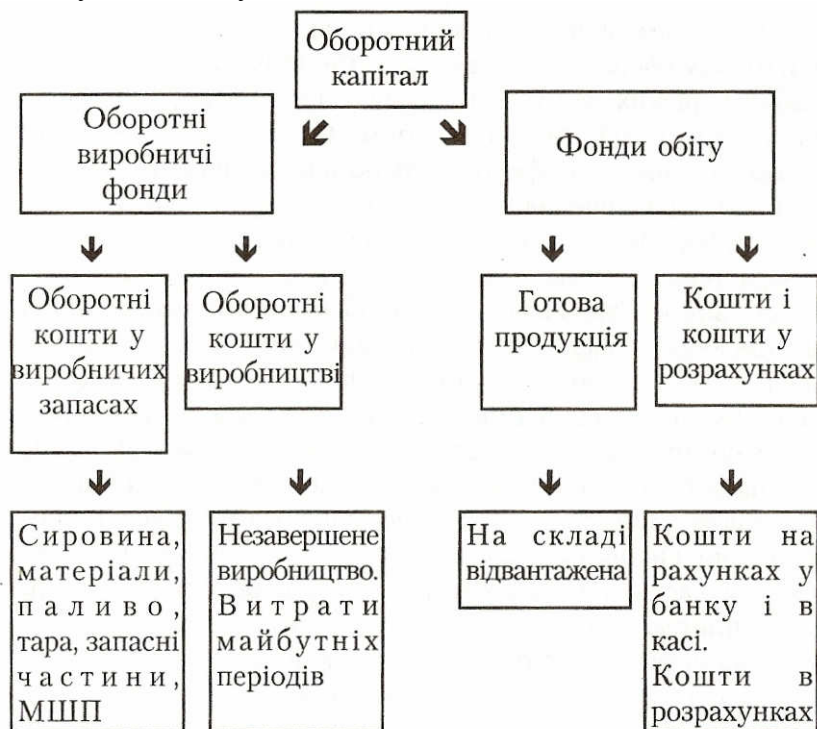 Оборотний
капітал
Оборотні
виробничі
фонди
Фонди обігу
Оборотні
кошти у
виробничих
запасах
Оборотні
кошти у
виробництві
Готова
продукція
Кошти і
кошти у
розрахунках
Сировина,
матеріали,
паливо,
тара, запасні
частини,
МШП
Незавершене
виробництво.
Витрати
майбутніх
періодів
На складі
відвантажена
Кошти на
рахунках у
банку і в
касі.
Кошти в
розрахунках